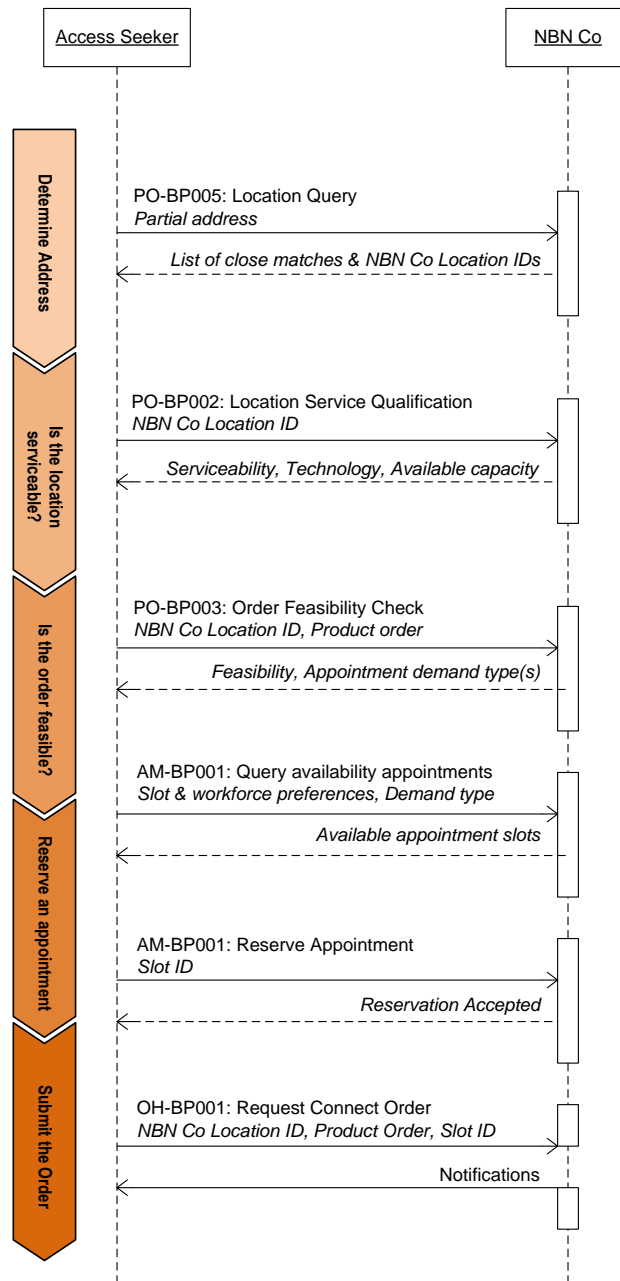 Access Seeker
NBN Co
Determine Address
PO-BP005: Location Query
Partial address
List of close matches & NBN Co Location IDs
Is the location
serviceable?
PO-BP002: Location Service Qualification
NBN Co Location ID
Serviceability, Technology, Available capacity
Is the order feasible?
PO-BP003: Order Feasibility Check
NBN Co Location ID, Product order
Feasibility, Appointment demand type(s)
AM-BP001: Query availability appointments
Slot & workforce preferences, Demand type
Available appointment slots
Reserve an appointment
AM-BP001: Reserve Appointment
Slot ID
Reservation Accepted
Submit the Order
OH-BP001: Request Connect Order
NBN Co Location ID, Product Order, Slot ID
Notifications